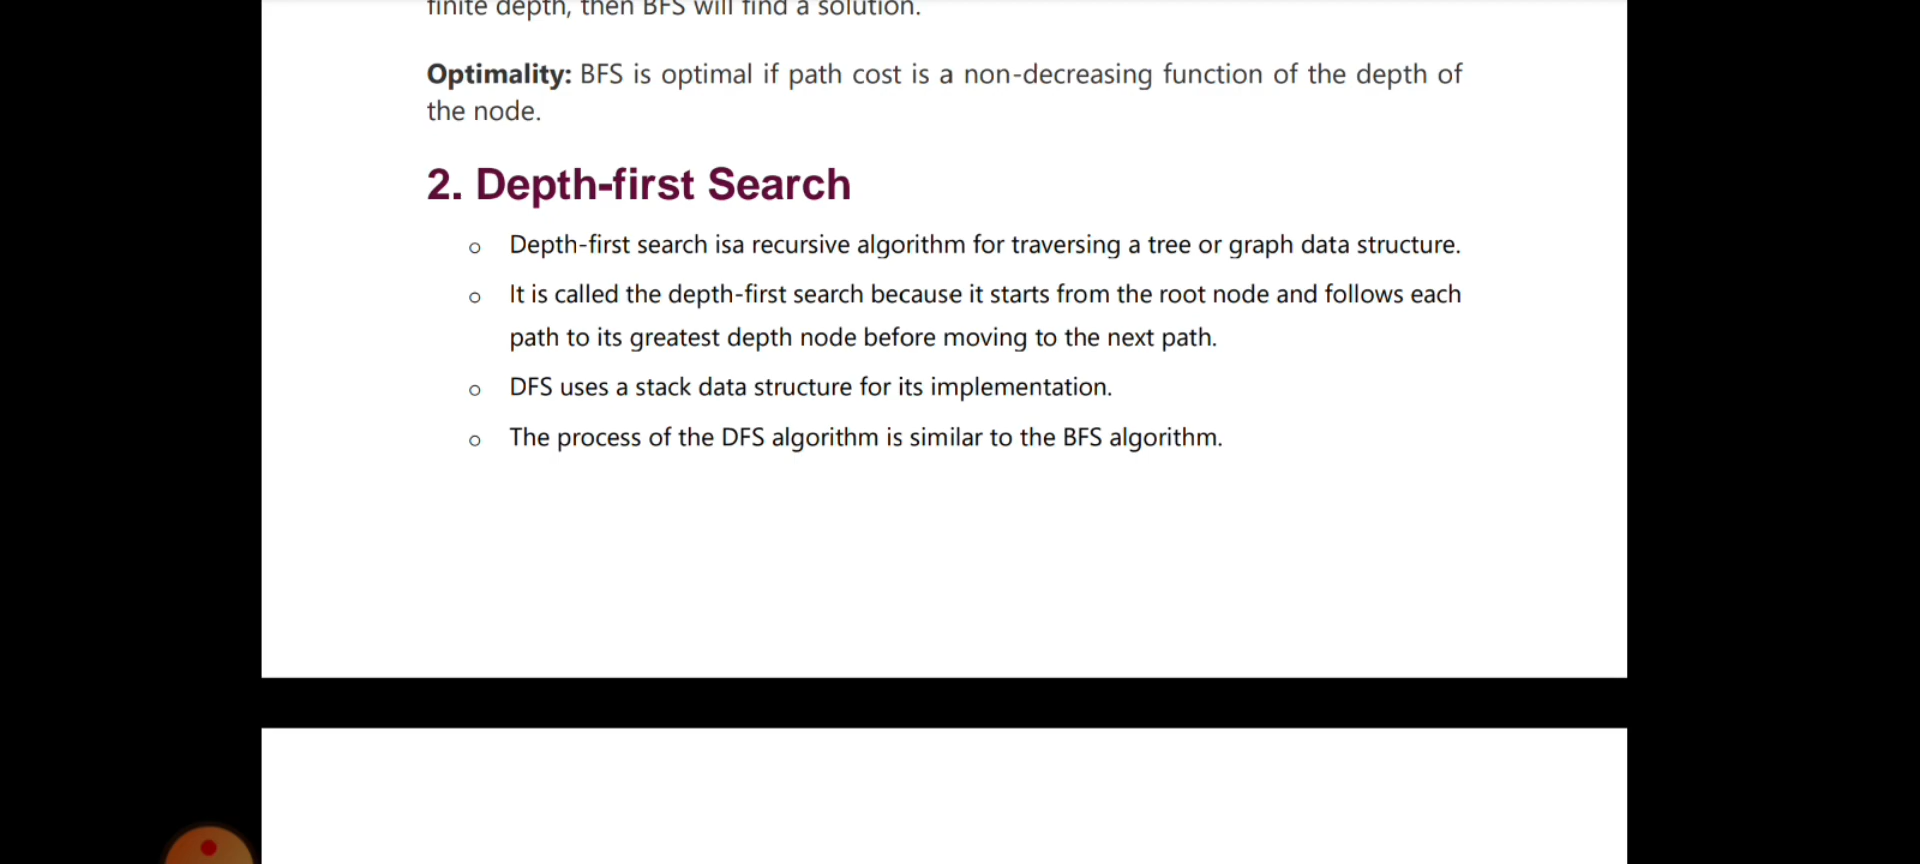 finite depth, then BFS will find a solution.
Optimality: BFS is optimal if path cost is a non-decreasing function of the depth of
the node.
2. Depth-first Search
o Depth-first search isa recursive algorithm for traversing a tree or graph data structure.
o It is called the depth-first search because it starts from the root node and follows each
path to its greatest depth node before moving to the next path.
o DFS uses a stack data structure for its implementation.
o The process of the DFS algorithm is similar to the BFS algorithm.